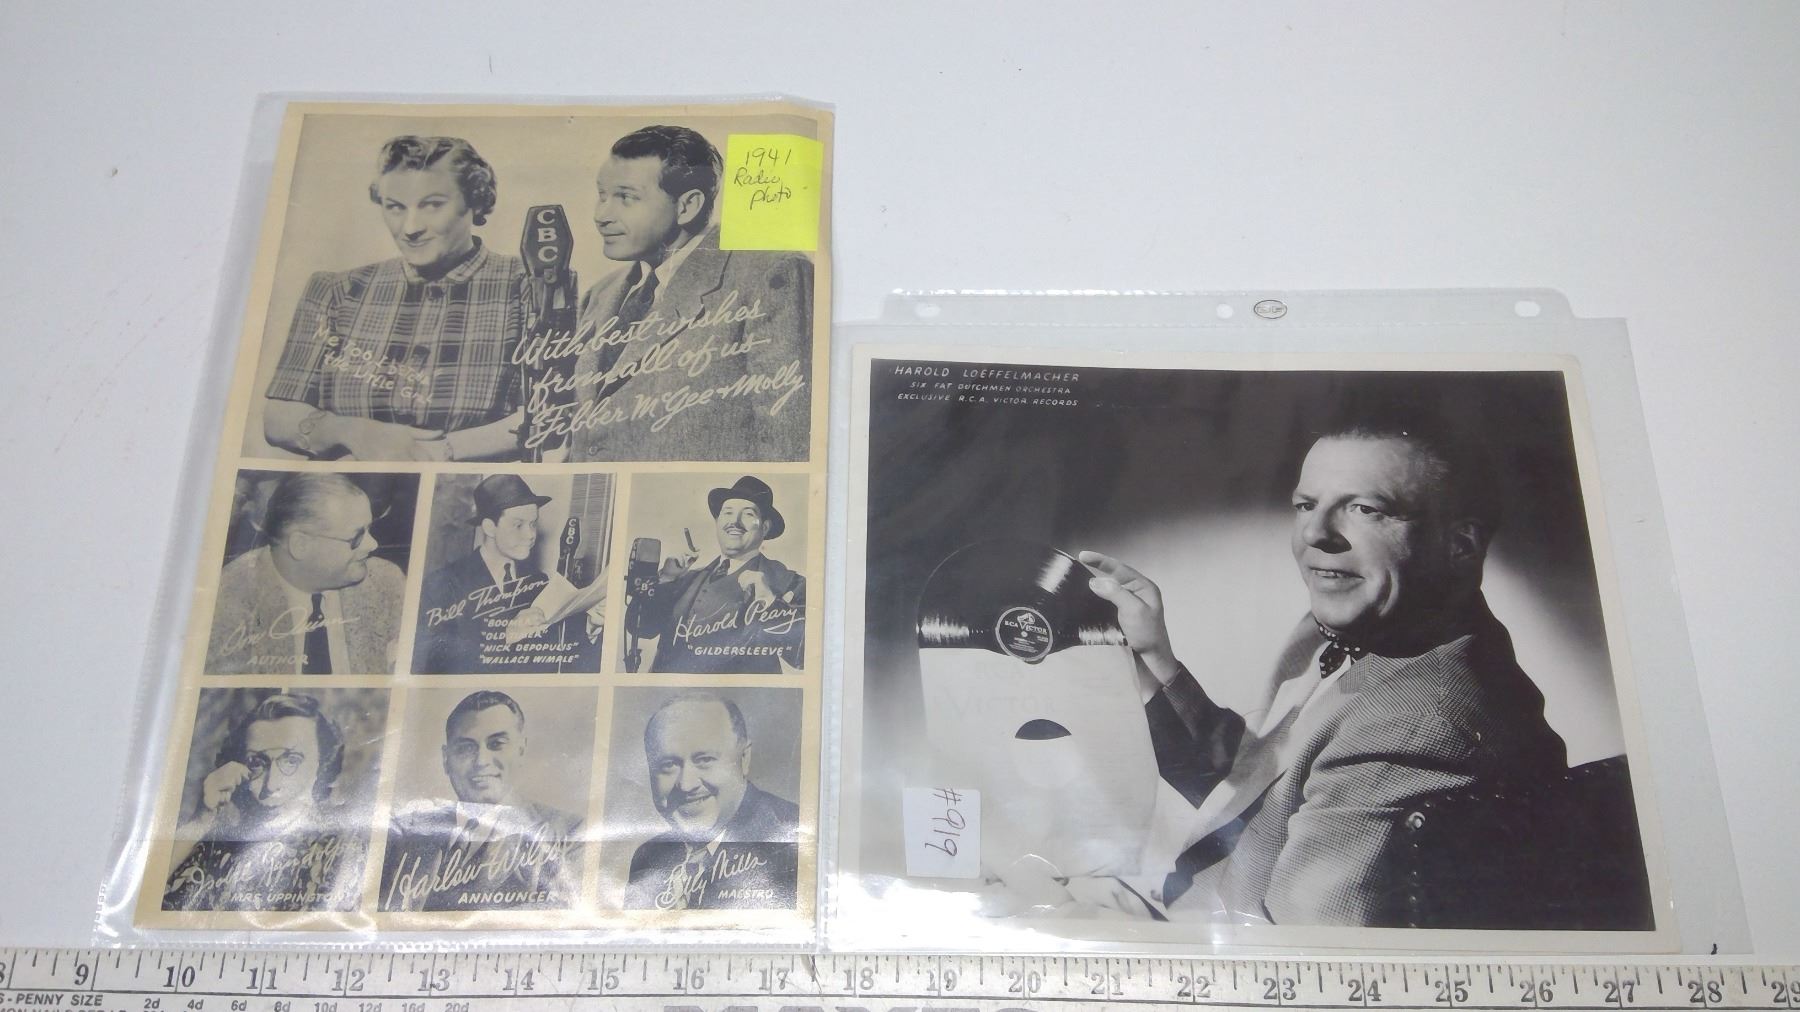 1941
Radio
Photo
CBC
"Me too I betcha"
the Little Girl
With best wishes
from all of us
Fibber McGee & Molly
Don Quinn
AUTHOR
CBC
Bill Thompson
"BOOMER"
"OLD TIMER"
"NICK DEPOPULIS"
"WALLACE WIMPLE"
CBC
Harold Peary
"GILDERSLEEVE"
Isabel Randolph
MRS. UPPINGTON
Harlow Wilcox
ANNOUNCER
Billy Mills
MAESTRO
HAROLD LOEFFELMACHER
SIX FAT DUTCHMEN ORCHESTRA
EXCLUSIVE R.C.A. VICTOR RECORDS
RCA VICTOR
VICTOR
#919
9 10 11 12 13 14 15 16 17 18 19 20 21 22 23 24 25 26 27 28 29
- PENNY SIZE 2d 4d 6d 8d 10d 12d 16d 20d